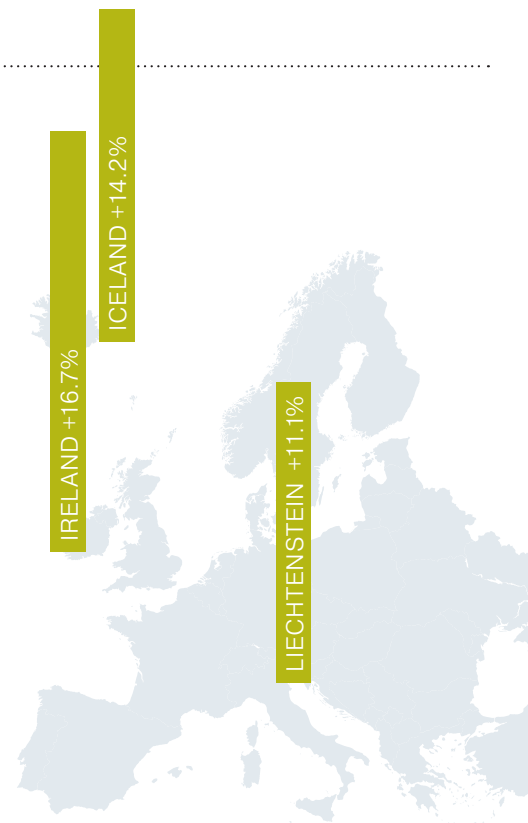 ICELAND +14.2%
IRELAND +16.7%
LIECHTENSTEIN +11.1%